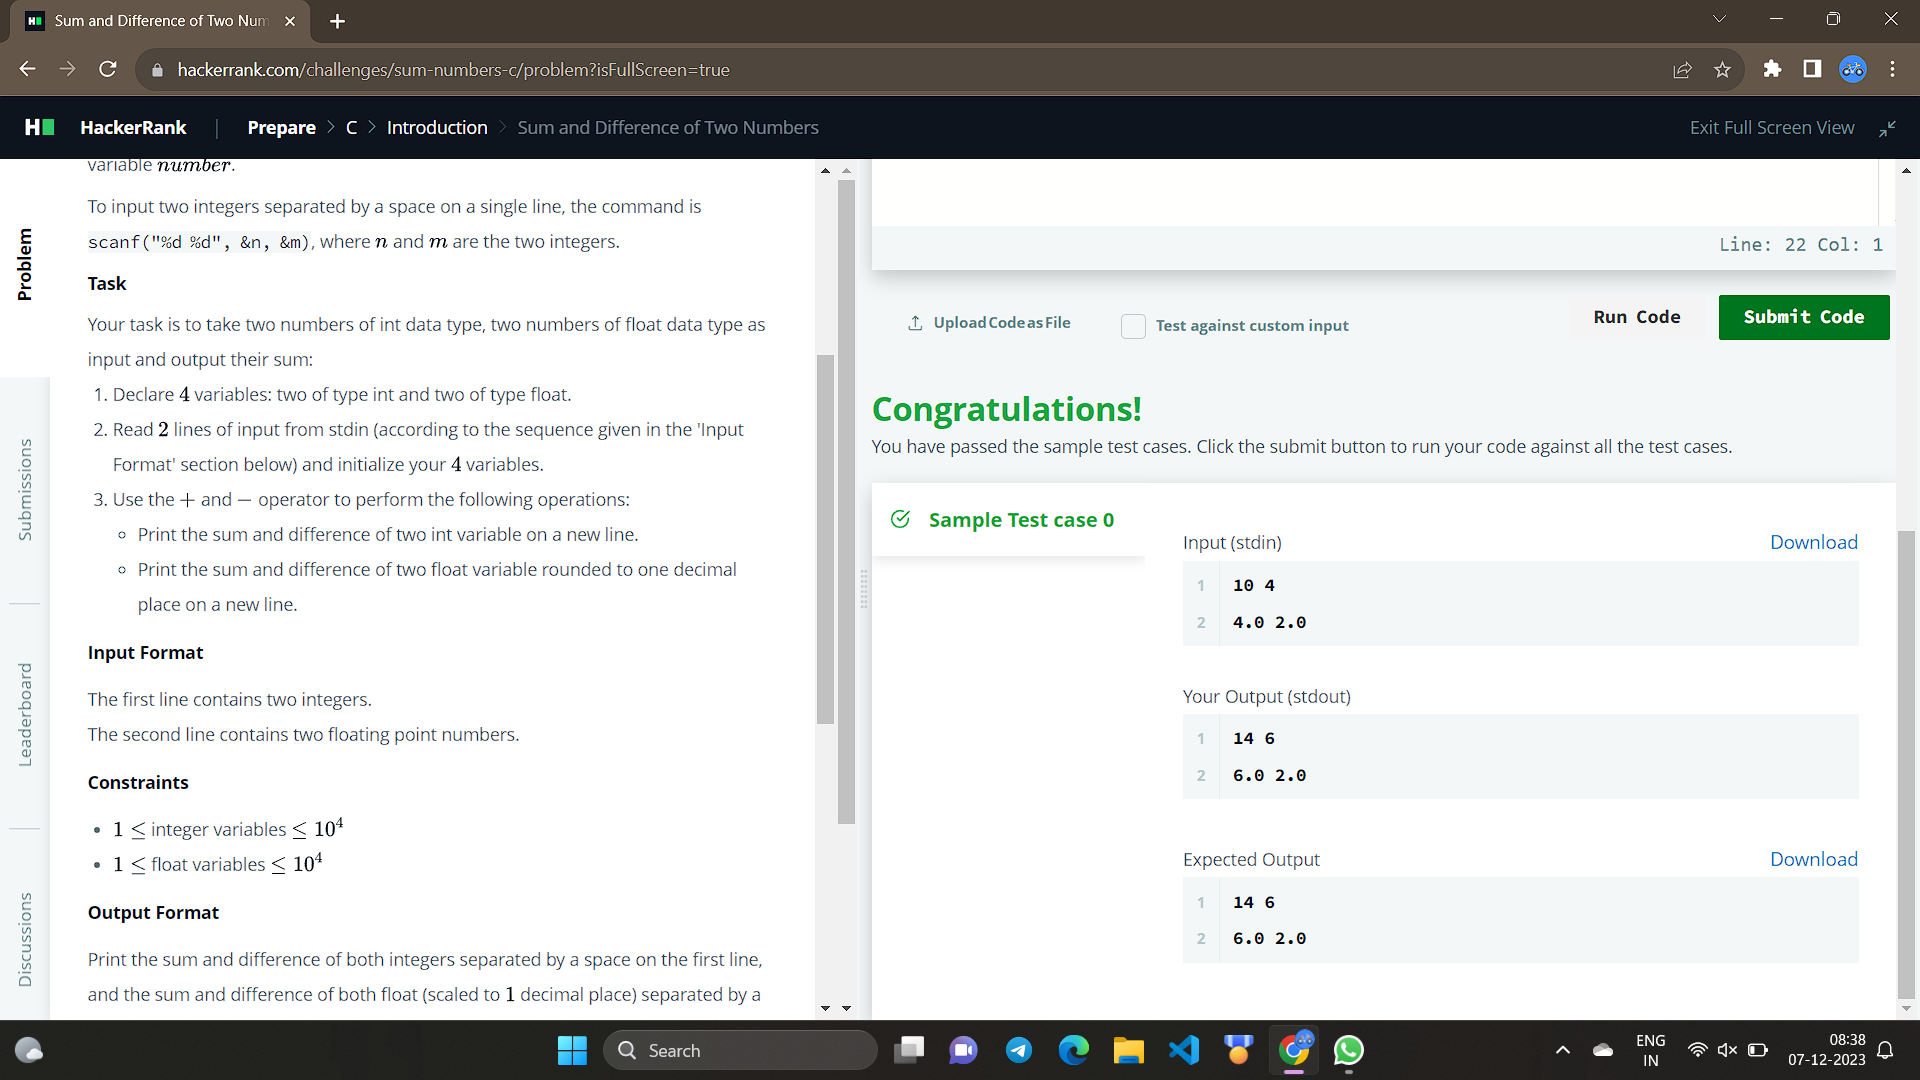 Sum and Difference of Two Num
hackerrank.com/challenges/sum-numbers-c/problem?isFullScreen=true
HackerRank | Prepare > C > Introduction > Sum and Difference of Two Numbers
Exit Full Screen View
Problem
Submissions
Leaderboard
Discussions
variable number.
To input two integers separated by a space on a single line, the command is
scanf("%d %d", &n, &m), where n and m are the two integers.
Task
Your task is to take two numbers of int data type, two numbers of float data type as
input and output their sum:
1. Declare 4 variables: two of type int and two of type float.
2. Read 2 lines of input from stdin (according to the sequence given in the 'Input
Format' section below) and initialize your 4 variables.
3. Use the + and − operator to perform the following operations:
Print the sum and difference of two int variable on a new line.
Print the sum and difference of two float variable rounded to one decimal
place on a new line.
Input Format
The first line contains two integers.
The second line contains two floating point numbers.
Constraints
• 1 ≤ integer variables ≤ 10⁴
• 1 ≤ float variables ≤ 10⁴
Output Format
Print the sum and difference of both integers separated by a space on the first line,
and the sum and difference of both float (scaled to 1 decimal place) separated by a
Line: 22 Col: 1
Upload Code as File
Test against custom input
Run Code
Submit Code
Congratulations!
You have passed the sample test cases. Click the submit button to run your code against all the test cases.
Sample Test case 0
Input (stdin)
Download
1 10 4
2 4.0 2.0
Your Output (stdout)
1 14 6
2 6.0 2.0
Expected Output
Download
1 14 6
2 6.0 2.0
Search
ENG
IN
08:38
07-12-2023